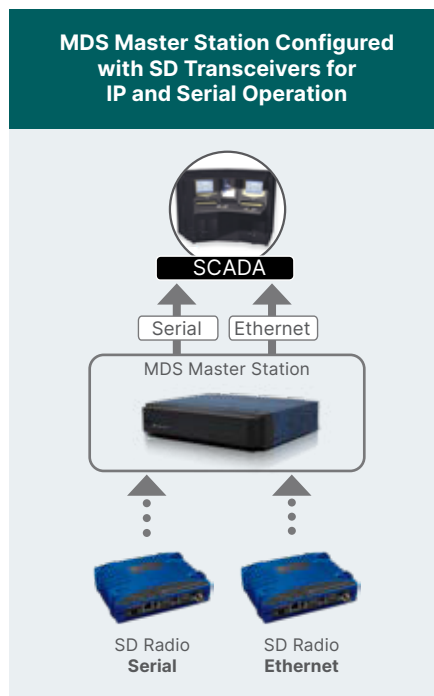 MDS Master Station Configured
with SD Transceivers for
IP and Serial Operation
SCADA
Serial Ethernet
MDS Master Station
SD Radio SD Radio
Serial Ethernet